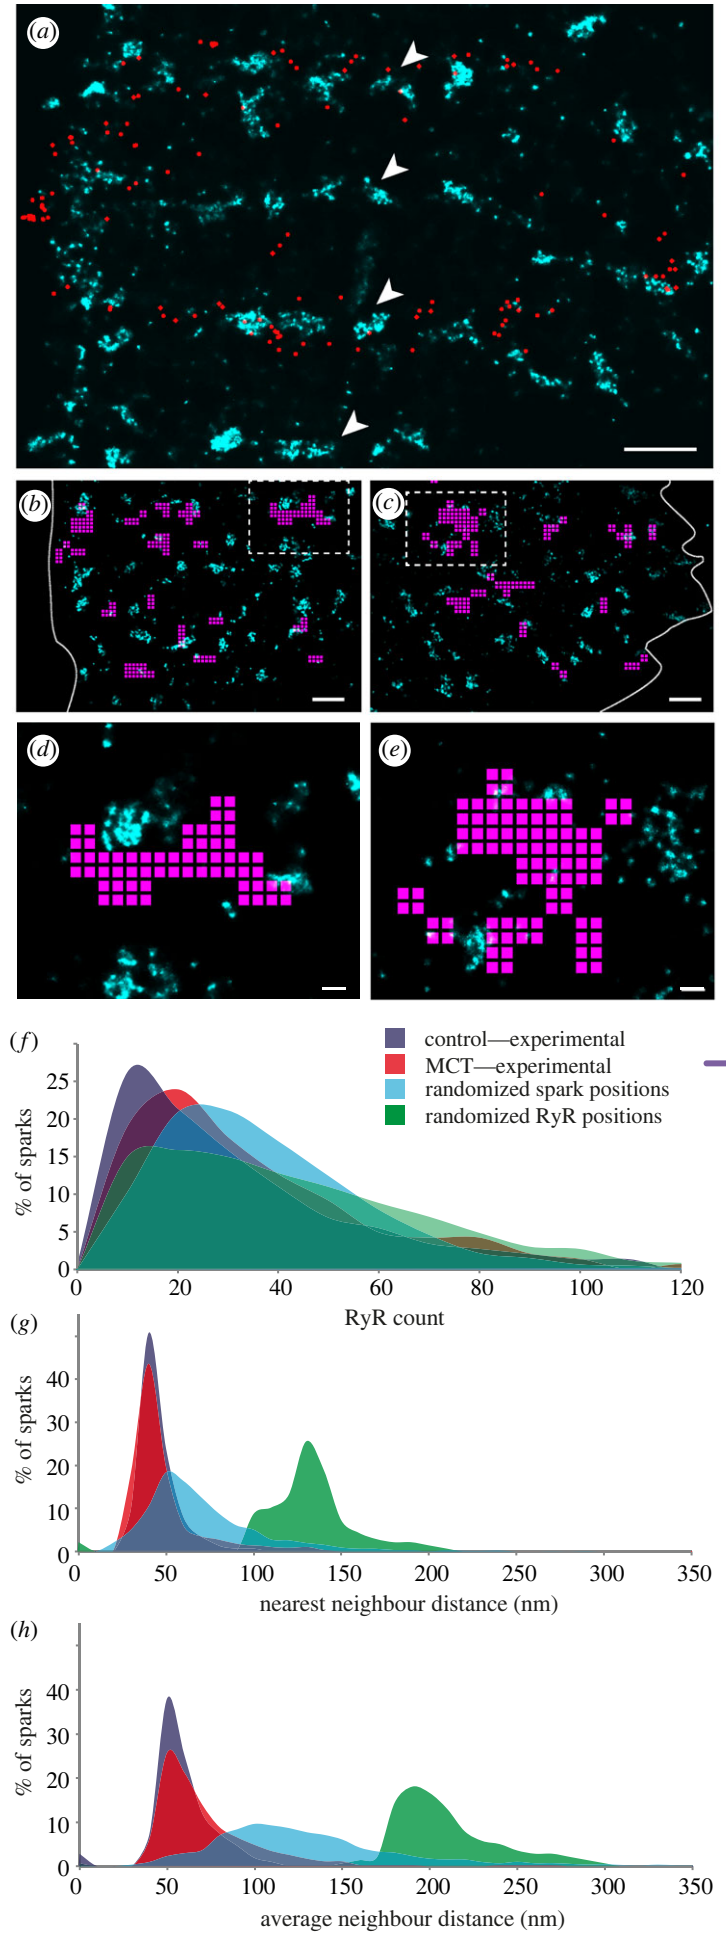 (a)
(b)
(c)
(d)
(e)
(f)
control—experimental
MCT—experimental
randomized spark positions
randomized RyR positions
% of sparks
25
20
15
10
5
0
0 20 40 60 80 100 120
RyR count
(g)
% of sparks
40
30
20
10
0
0 50 100 150 200 250 300 350
nearest neighbour distance (nm)
(h)
% of sparks
40
30
20
10
0
0 50 100 150 200 250 300 350
average neighbour distance (nm)